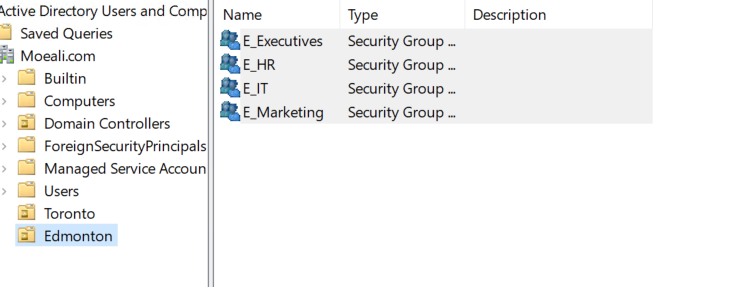 Active Directory Users and Comp
Saved Queries
Moeali.com
Builtin
Computers
Domain Controllers
ForeignSecurityPrincipals
Managed Service Accoun
Users
Toronto
Edmonton
Name Type Description
E_Executives Security Group ...
E_HR Security Group ...
E_IT Security Group ...
E_Marketing Security Group ...